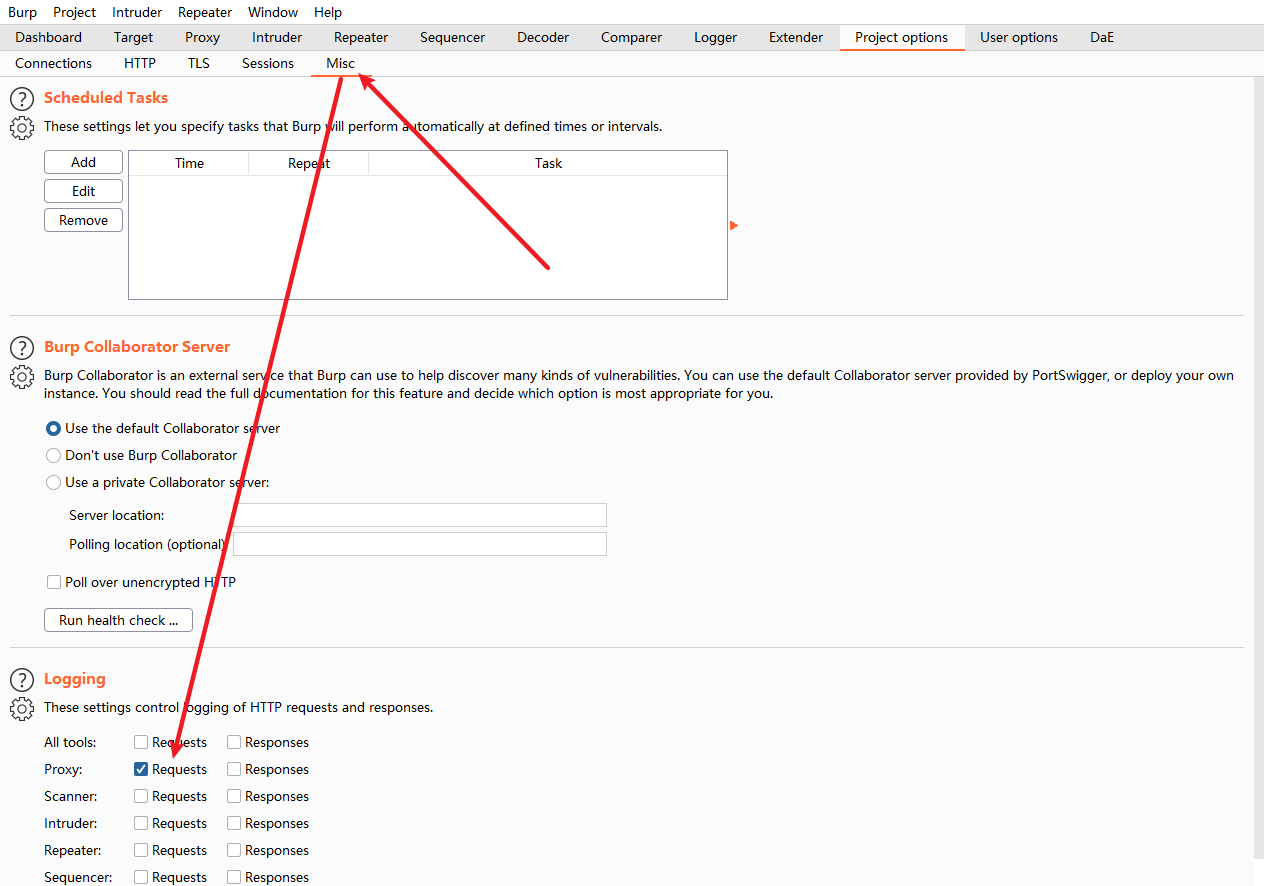 Burp Project Intruder Repeater Window Help
Dashboard Target Proxy Intruder Repeater Sequencer Decoder Comparer Logger Extender Project options User options DaE
Connections HTTP TLS Sessions Misc
? Scheduled Tasks
These settings let you specify tasks that Burp will perform automatically at defined times or intervals.
Add Time Repeat Task
Edit
Remove
? Burp Collaborator Server
Burp Collaborator is an external service that Burp can use to help discover many kinds of vulnerabilities. You can use the default Collaborator server provided by PortSwigger, or deploy your own
instance. You should read the full documentation for this feature and decide which option is most appropriate for you.
Use the default Collaborator server
Don't use Burp Collaborator
Use a private Collaborator server:
Server location:
Polling location (optional)
Poll over unencrypted HTTP
Run health check ...
? Logging
These settings control logging of HTTP requests and responses.
All tools: Requests Responses
Proxy: Requests Responses
Scanner: Requests Responses
Intruder: Requests Responses
Repeater: Requests Responses
Sequencer: Requests Responses